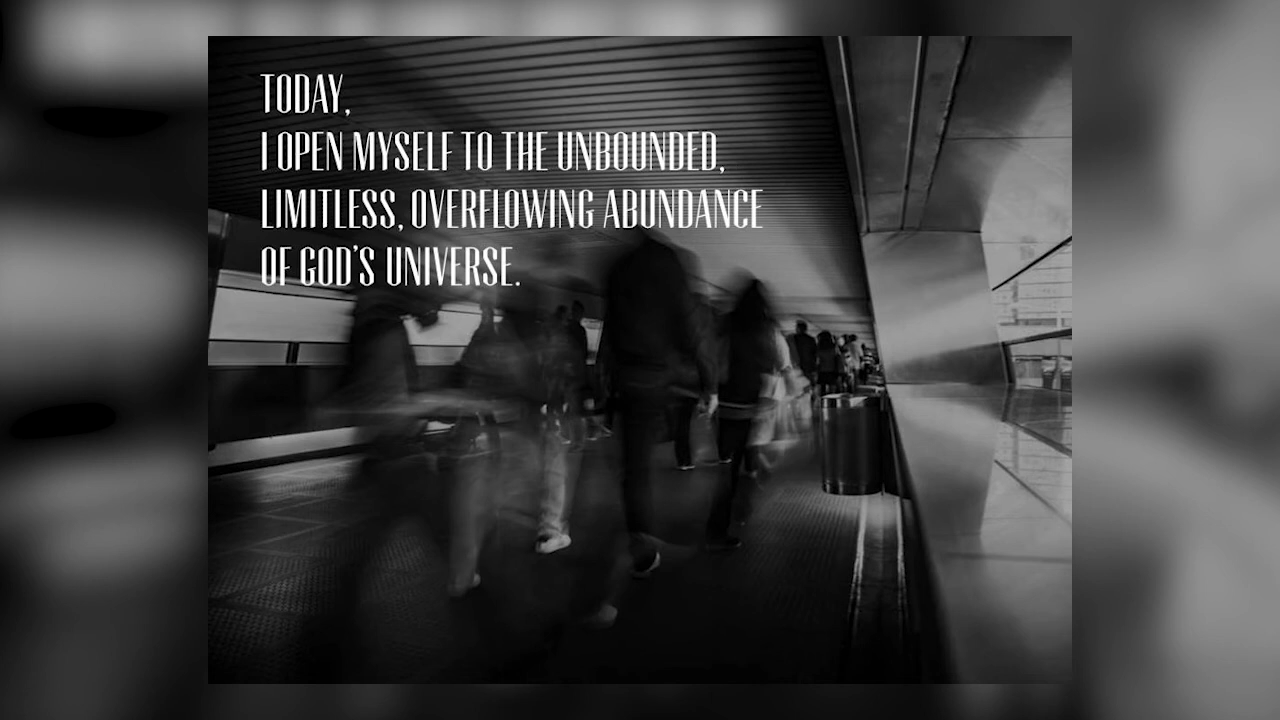 TODAY,
I OPEN MYSELF TO THE UNBOUNDED,
LIMITLESS, OVERFLOWING ABUNDANCE
OF GOD'S UNIVERSE.